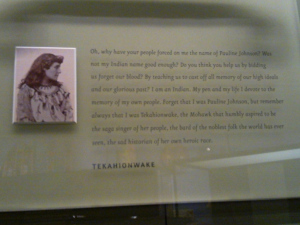 Oh, why have your people forced on me the name of Pauline Johnson? Was
not my Indian name good enough? Do you think you help us by bidding
us forget our blood? By teaching us to cast off all memory of our high ideals
and our glorious past? I am an Indian. My pen and my life I devote to the
memory of my own people. Forget that I was Pauline Johnson, but remember
always that I was Tekahionwake, the Mohawk that humbly aspired to be
the saga singer of her people, the bard of the noblest folk the world has ever
seen, the sad historian of her own heroic race.
TEKAHIONWAKE